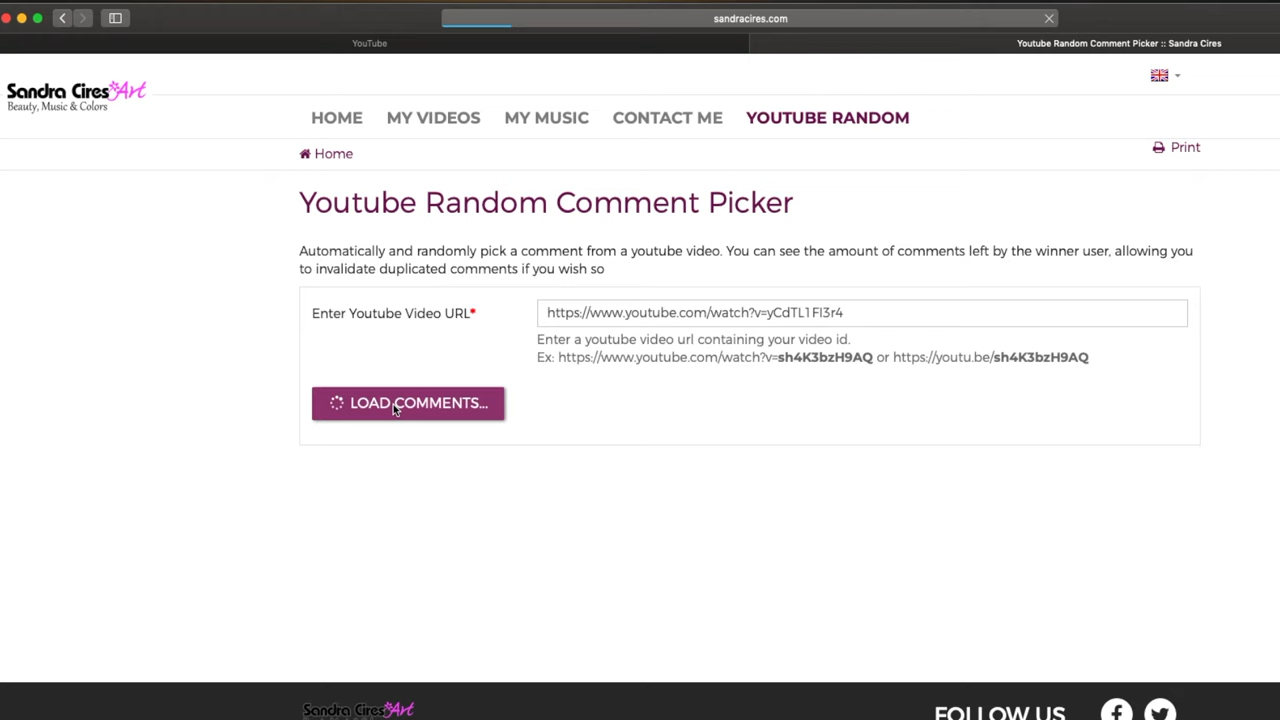 sandracires.com
YouTube
Youtube Random Comment Picker :: Sandra Cires
Sandra Cires Art
Beauty, Music & Colors
HOME MY VIDEOS MY MUSIC CONTACT ME YOUTUBE RANDOM
Home
Print
Youtube Random Comment Picker
Automatically and randomly pick a comment from a youtube video. You can see the amount of comments left by the winner user, allowing you
to invalidate duplicated comments if you wish so
Enter Youtube Video URL*
https://www.youtube.com/watch?v=yCdTL1FI3r4
Enter a youtube video url containing your video id.
Ex: https://www.youtube.com/watch?v=sh4K3bzH9AQ or https://youtu.be/sh4K3bzH9AQ
LOAD COMMENTS...
Sandra Cires Art
FOLLOW US